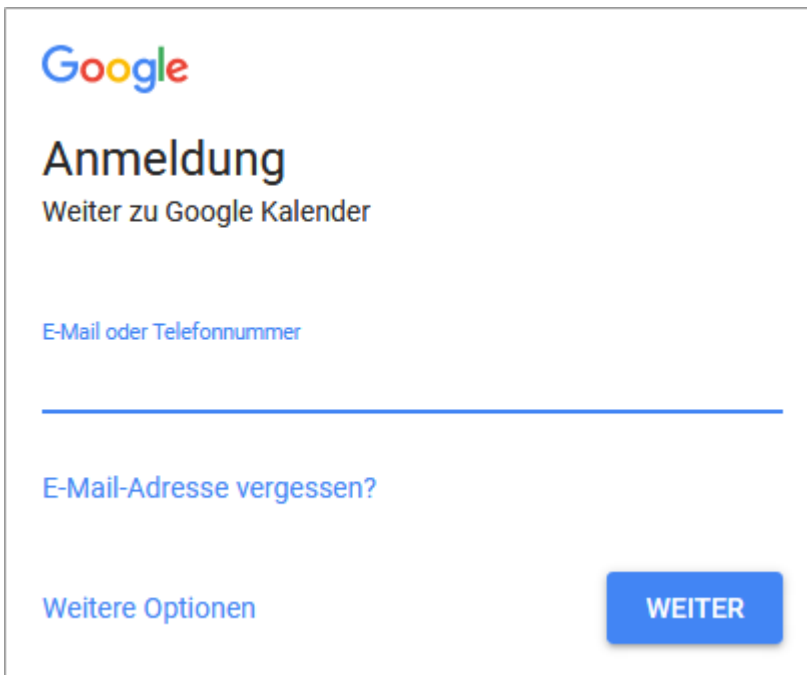 Google
Anmeldung
Weiter zu Google Kalender
E-Mail oder Telefonnummer
E-Mail-Adresse vergessen?
Weitere Optionen
WEITER